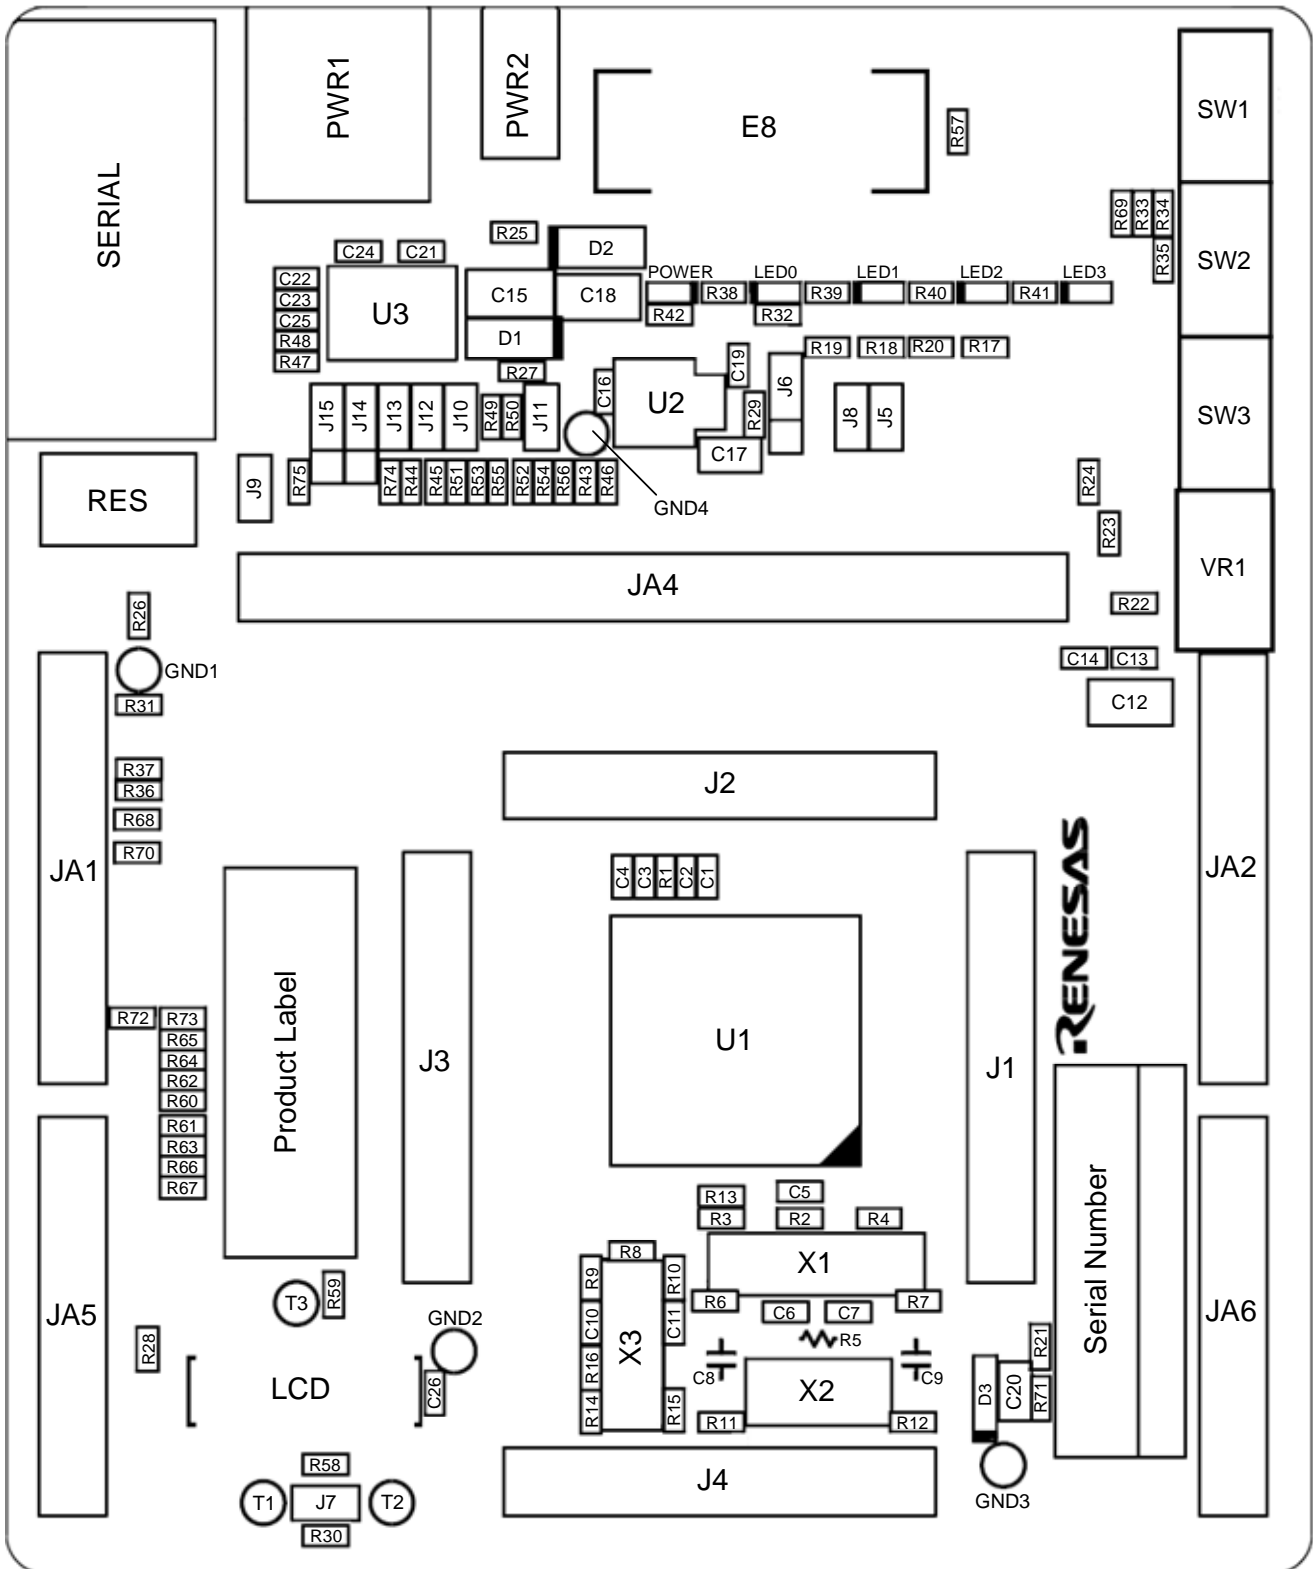 PWR1
PWR2
E8
R57
SW1
SERIAL
R69
R33
R34
R35
SW2
R25
D2
C24
C21
C22
C23
C25
R48
R47
U3
C15
C18
D1
R27
POWER
LED0
LED1
LED2
LED3
R38
R39
R40
R41
R42
R32
R19
R18
R20
R17
C19
J6
C16
U2
R29
C17
J8
J5
SW3
J15
J14
J13
J12
J10
R49
R50
J11
GND4
RES
J9
R75
R74
R44
R45
R51
R53
R55
R52
R54
R56
R43
R46
R24
R23
VR1
JA4
R22
R26
GND1
R31
C14
C13
C12
R37
R36
R68
R70
J2
JA1
C4
C3
R1
C2
C1
RENESAS
JA2
Product Label
J3
U1
J1
R72
R73
R65
R64
R62
R60
R61
R63
R66
R67
R13
C5
R3
R2
R4
X1
R8
R9
R10
R6
R7
C6
C7
C10
C11
X3
R5
C8
C9
X2
R16
R14
R15
R11
R12
Serial Number
T3
R59
GND2
JA5
R28
LCD
C26
D3
C20
R21
R71
JA6
GND3
R58
T1
J7
T2
R30
J4